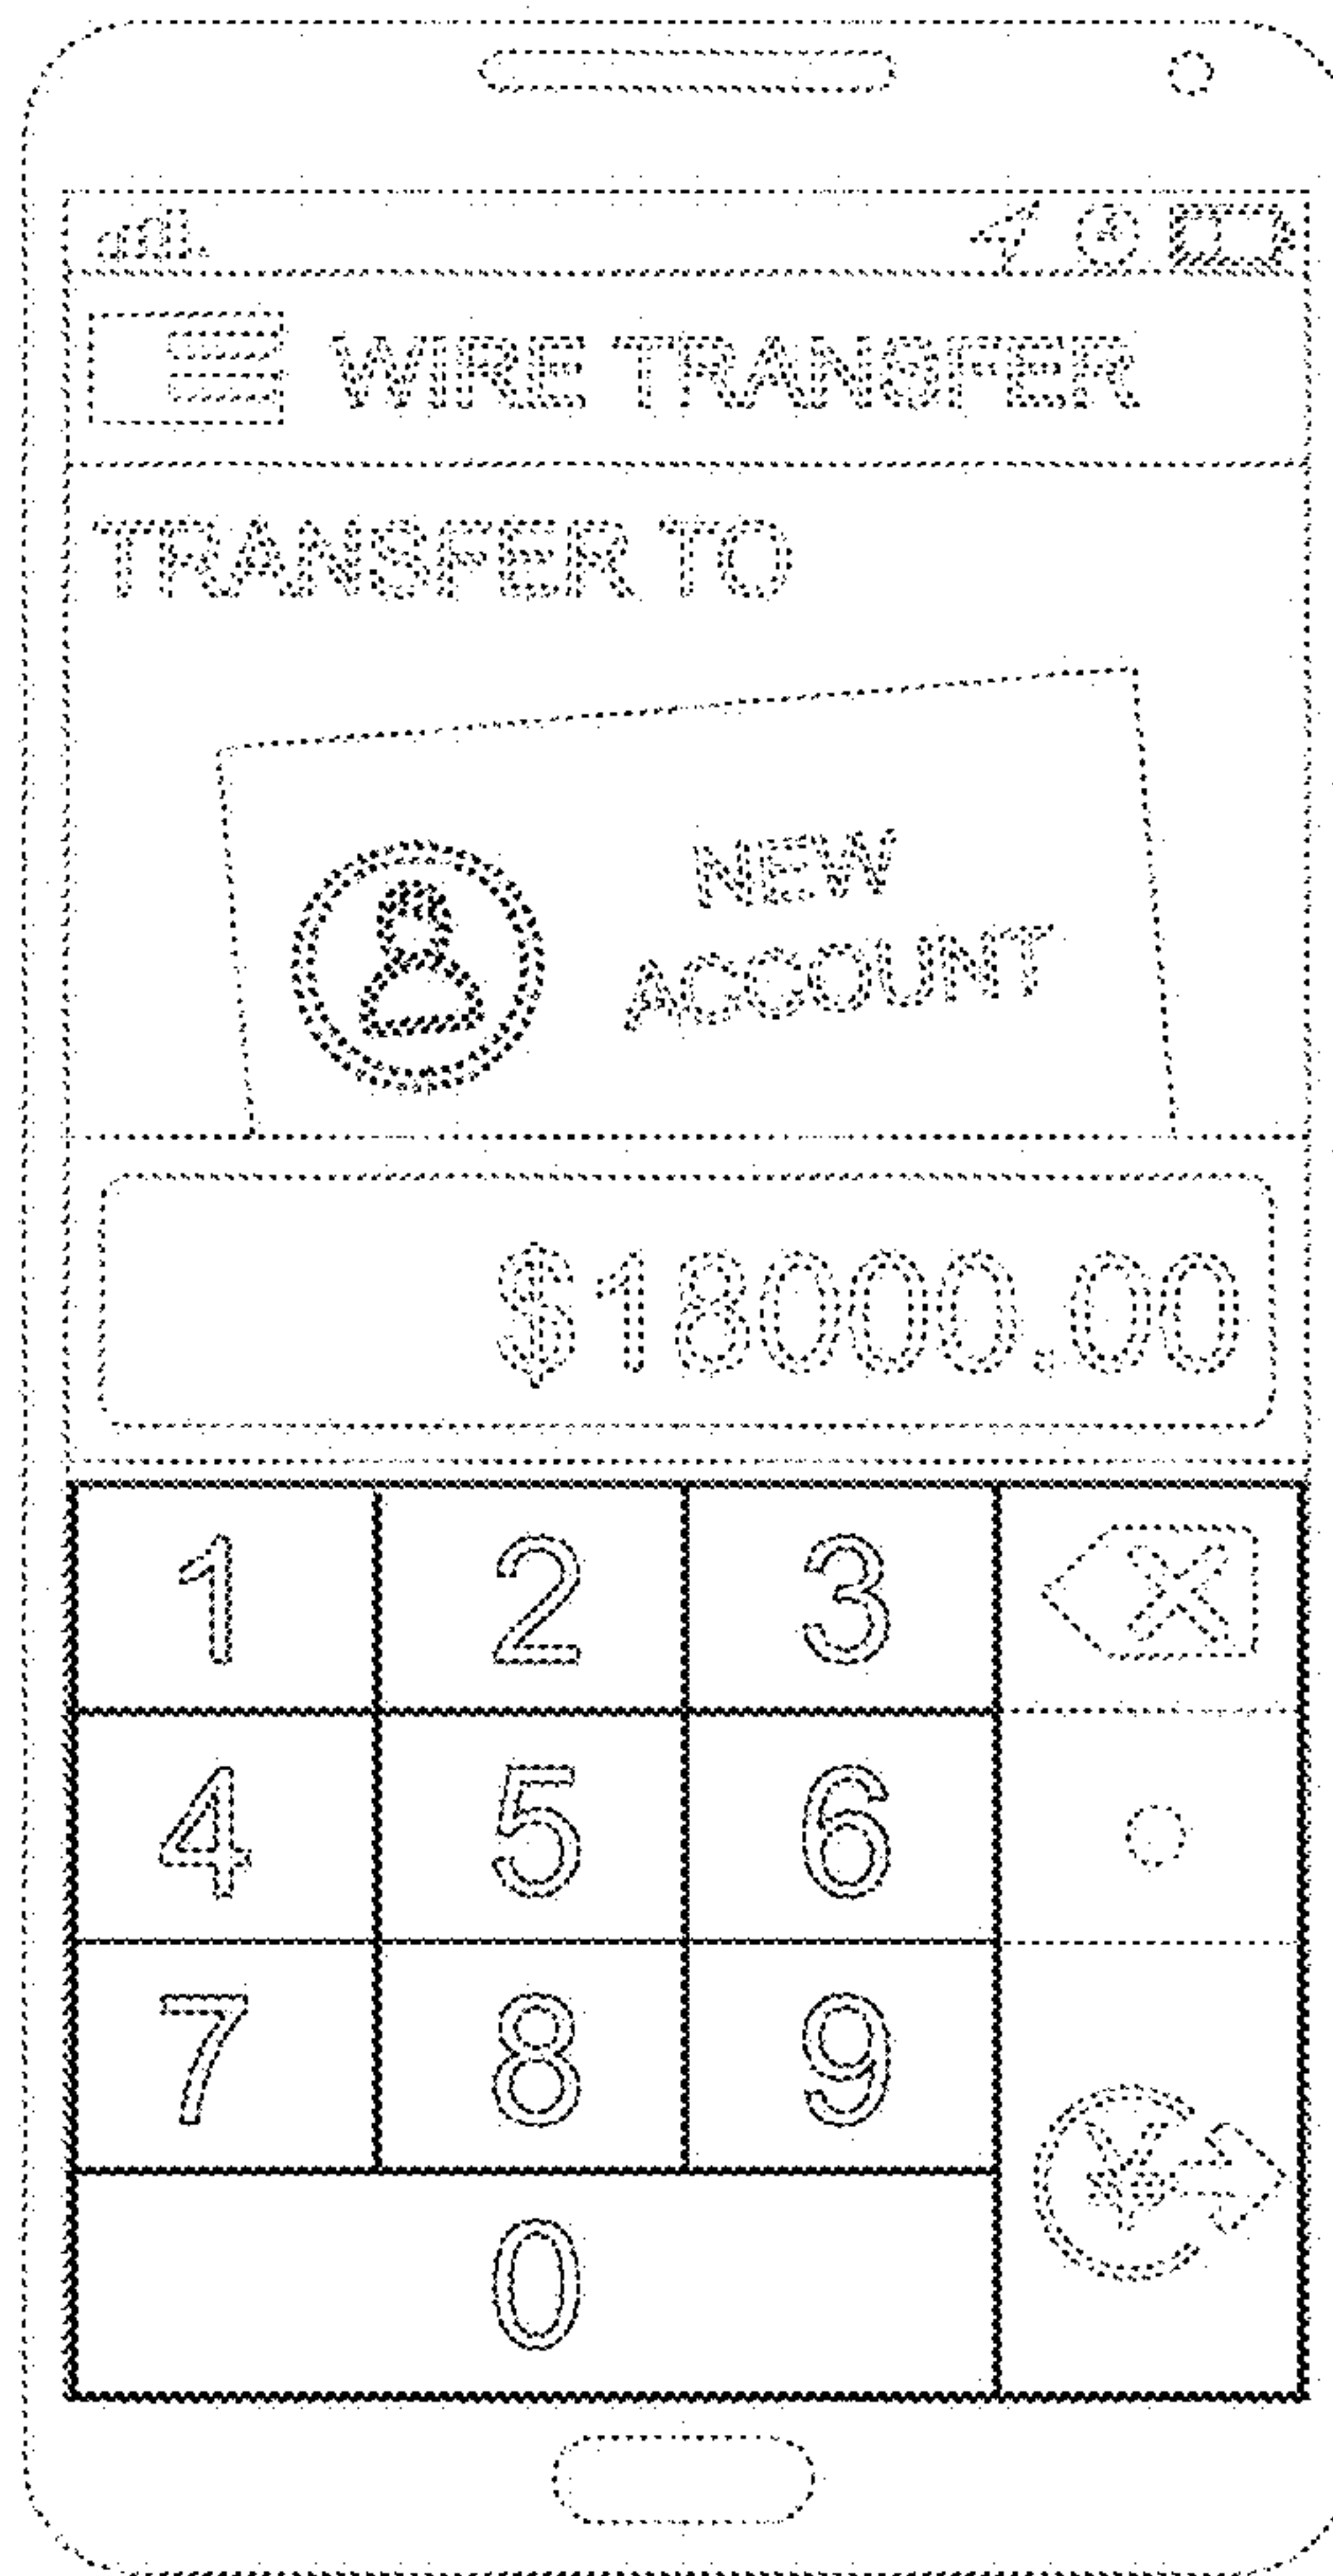 WIRE TRANSFER
TRANSFER TO
NEW
ACCOUNT
$18000.00
1 2 3
4 5 6
7 8 9
0